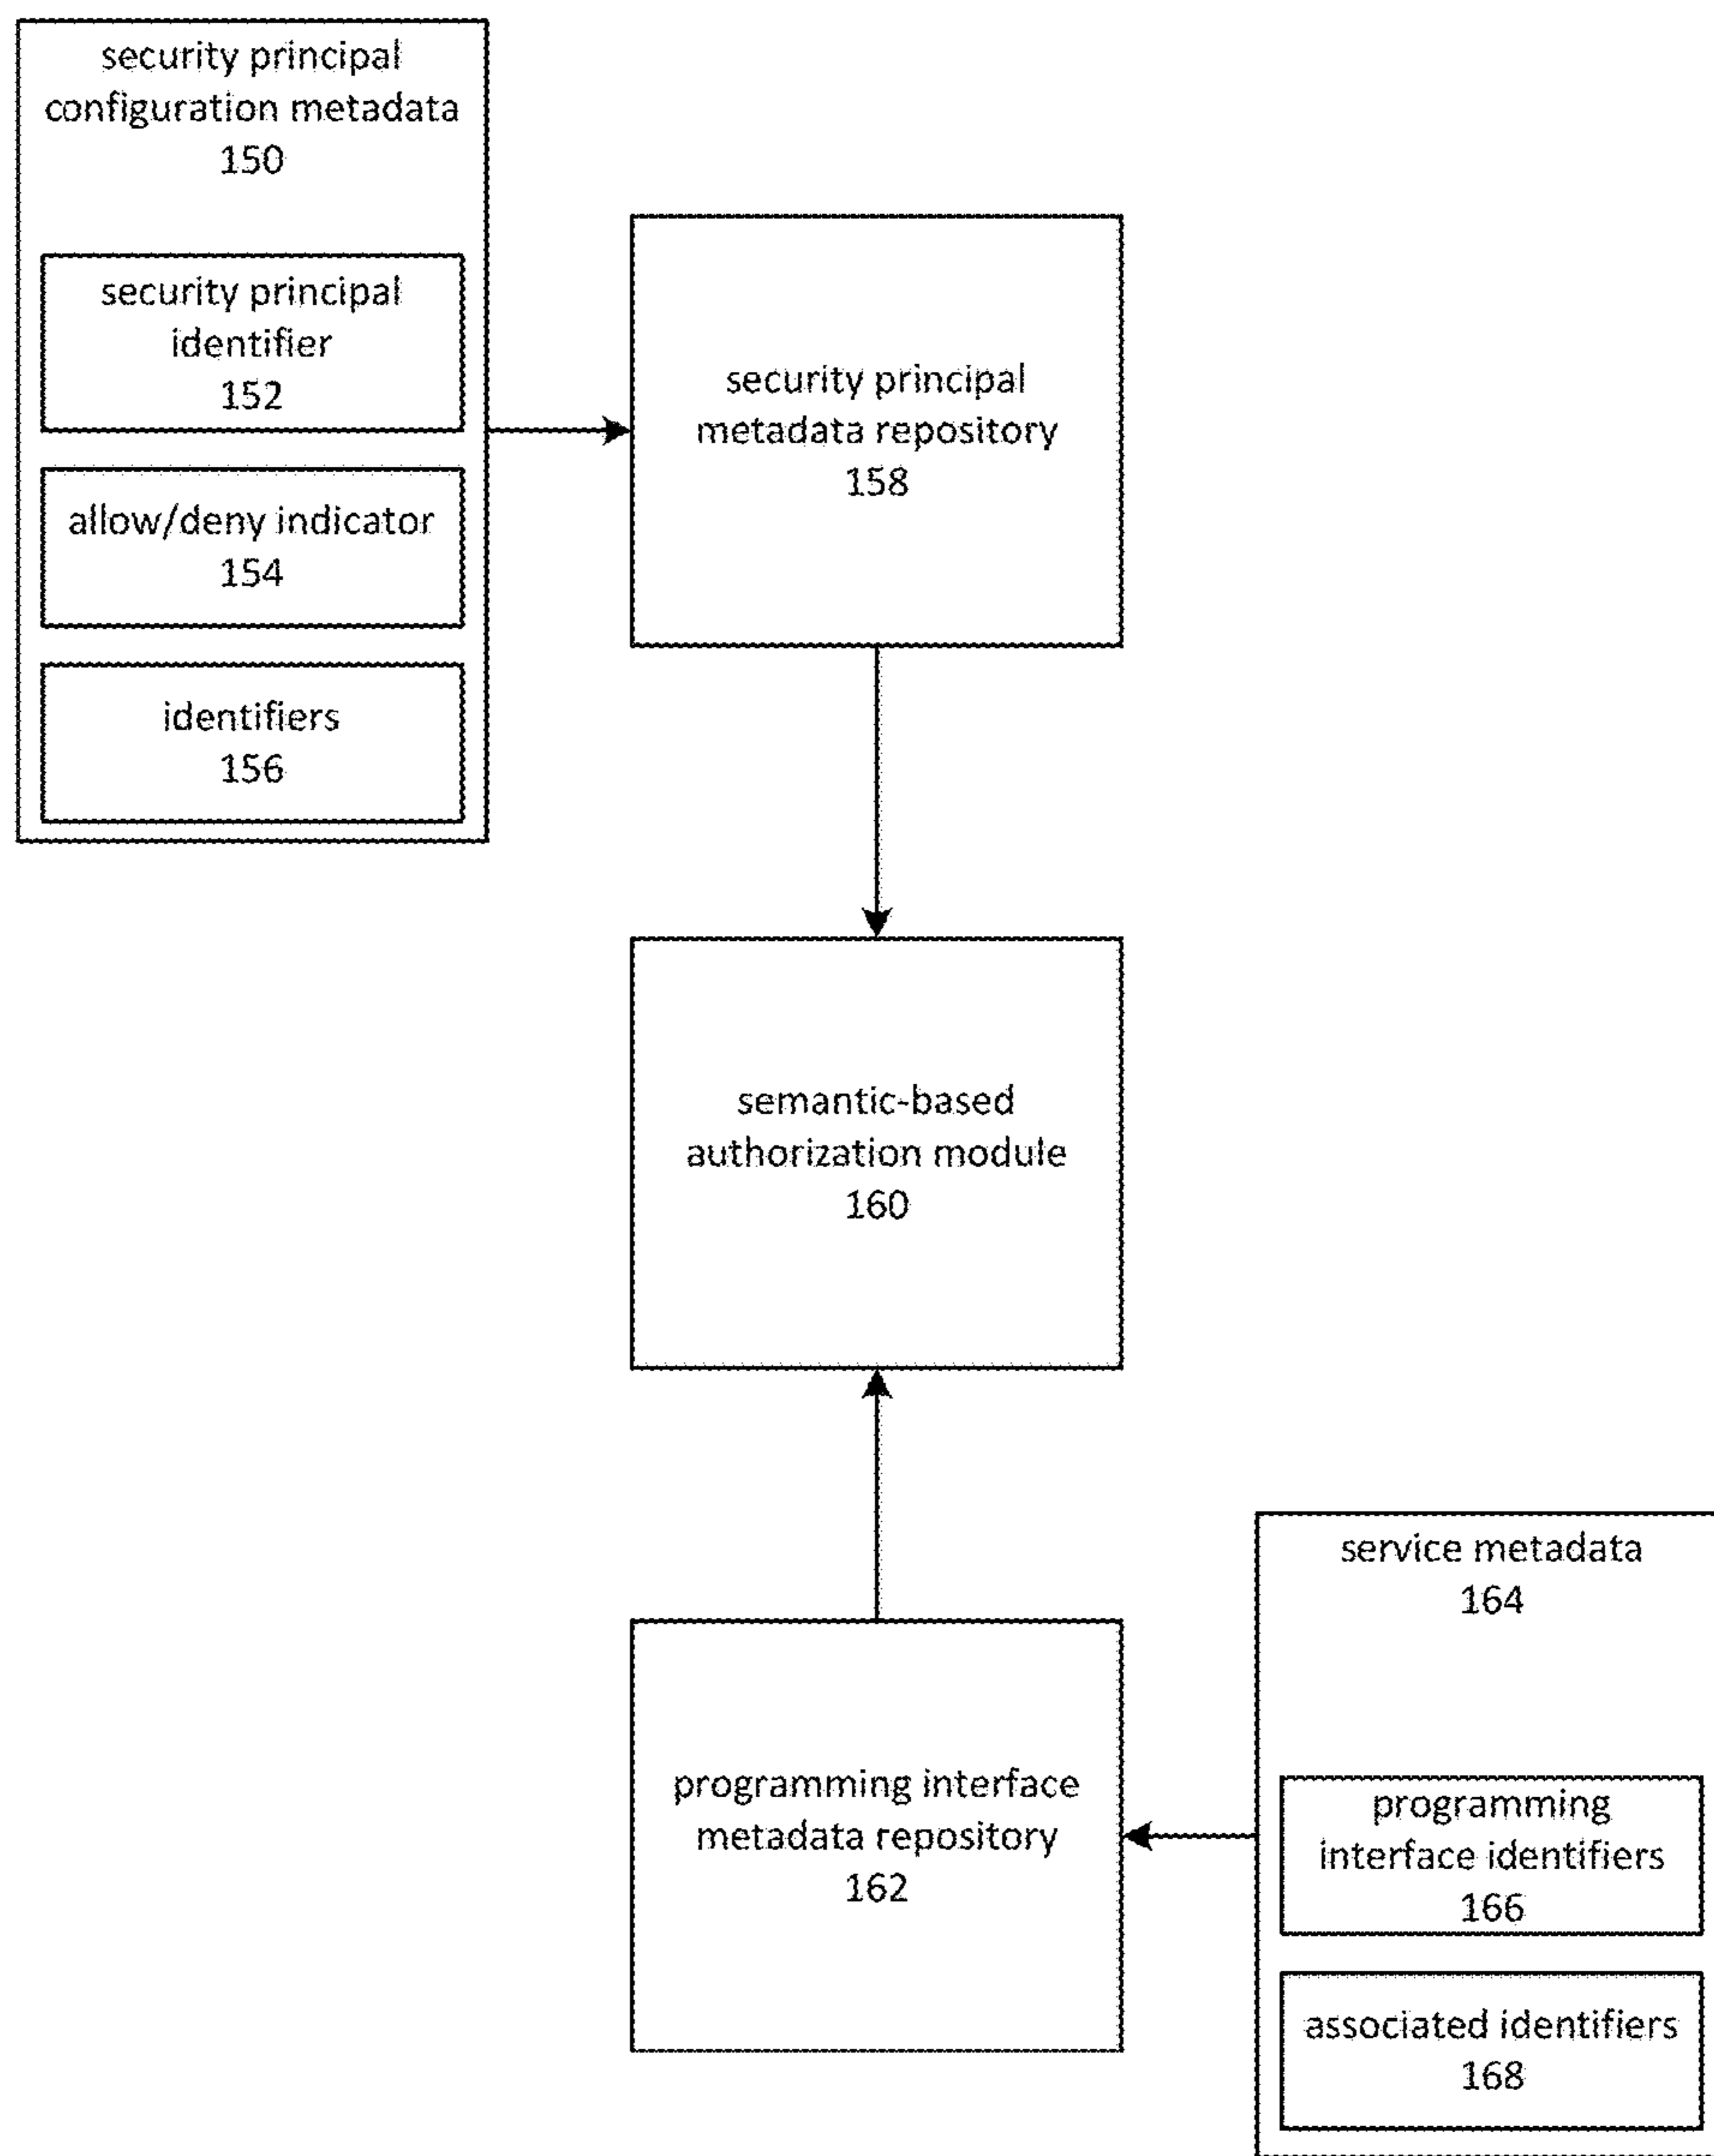 security principal
configuration metadata
150
security principal
identifier
152
allow/deny indicator
154
identifiers
156
security principal
metadata repository
158
semantic-based
authorization module
160
programming interface
metadata repository
162
service metadata
164
programming
interface identifiers
166
associated identifiers
168